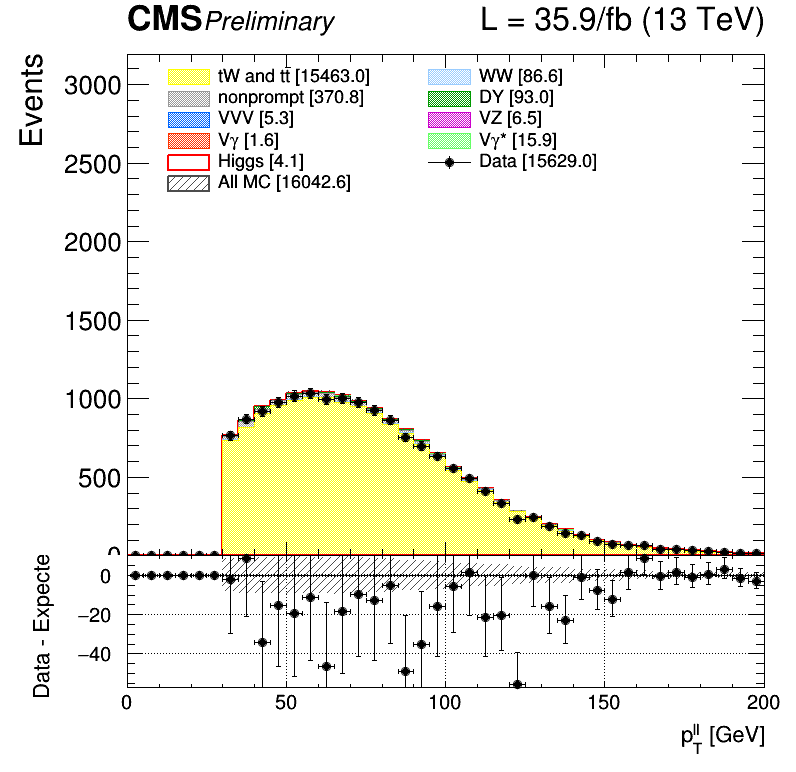 CMS Preliminary L = 35.9/fb (13 TeV)
Events
3000
2500
2000
1500
1000
500
0
tW and tt̄ [15463.0]
nonprompt [370.8]
VVV [5.3]
Vγ [1.6]
Higgs [4.1]
All MC [16042.6]
WW [86.6]
DY [93.0]
VZ [6.5]
Vγ* [15.9]
Data [15629.0]
Data - Expecte
0
−20
−40
0 50 100 150 200
p_T^ll [GeV]